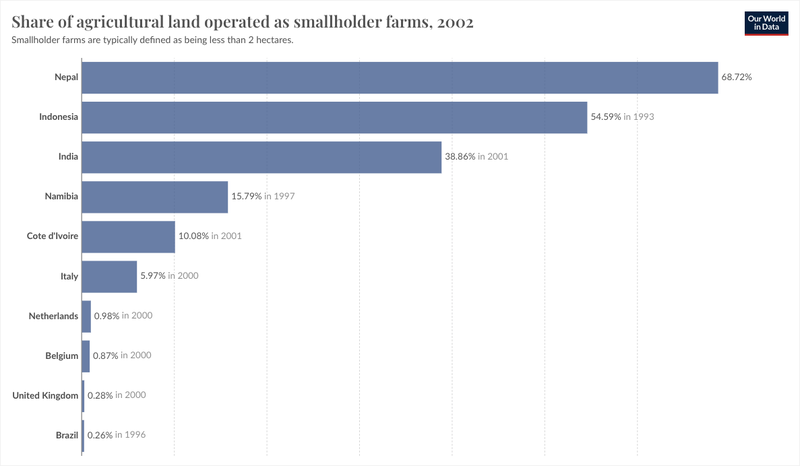 Share of agricultural land operated as smallholder farms, 2002
Smallholder farms are typically defined as being less than 2 hectares.
Our World
in Data
Nepal 68.72%
Indonesia 54.59% in 1993
India 38.86% in 2001
Namibia 15.79% in 1997
Cote d'Ivoire 10.08% in 2001
Italy 5.97% in 2000
Netherlands 0.98% in 2000
Belgium 0.87% in 2000
United Kingdom 0.28% in 2000
Brazil 0.26% in 1996